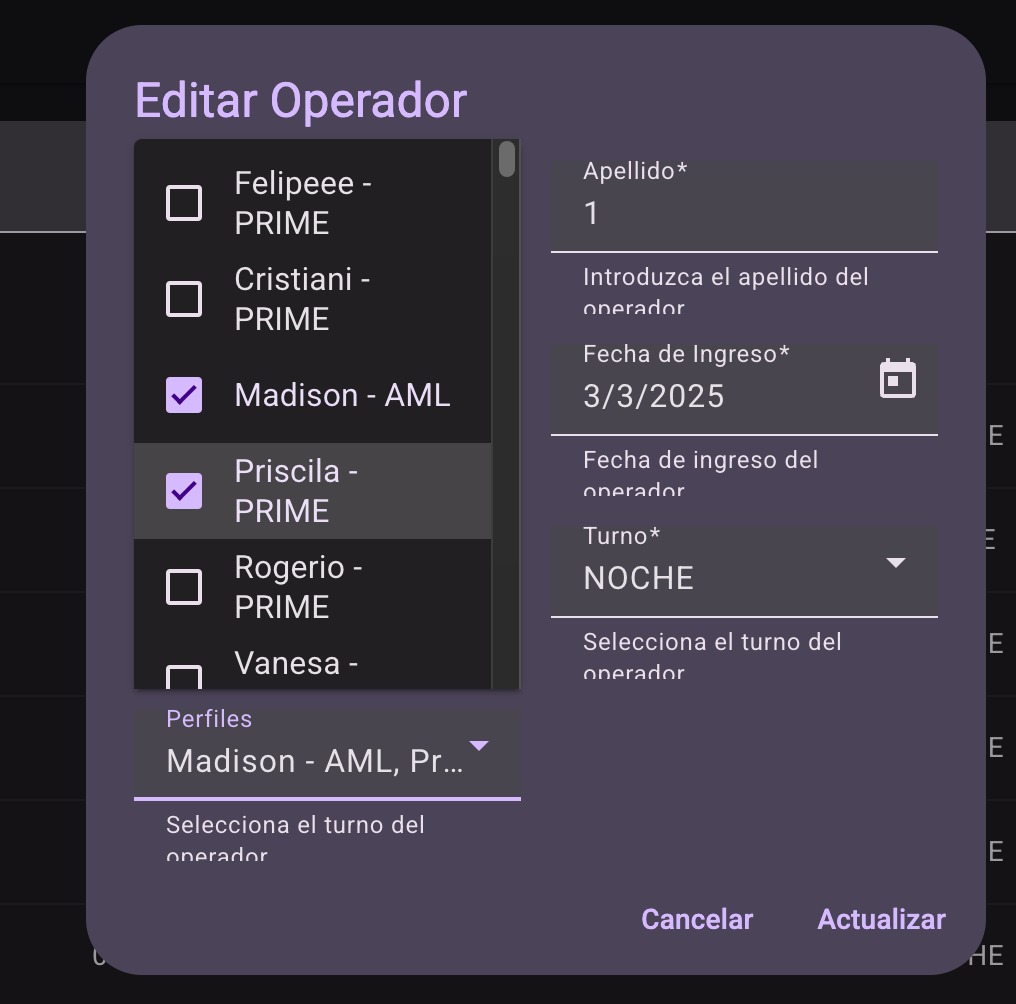 Editar Operador
Felipeee -
PRIME
Cristiani -
PRIME
Madison - AML
Priscila -
PRIME
Rogerio -
PRIME
Vanesa -
Perfiles
Madison - AML, Pr...
Selecciona el turno del
operador
Apellido*
1
Introduzca el apellido del
operador
Fecha de Ingreso*
3/3/2025
Fecha de ingreso del
operador
Turno*
NOCHE
Selecciona el turno del
operador
Cancelar
Actualizar
E
E
E
E
E
HE